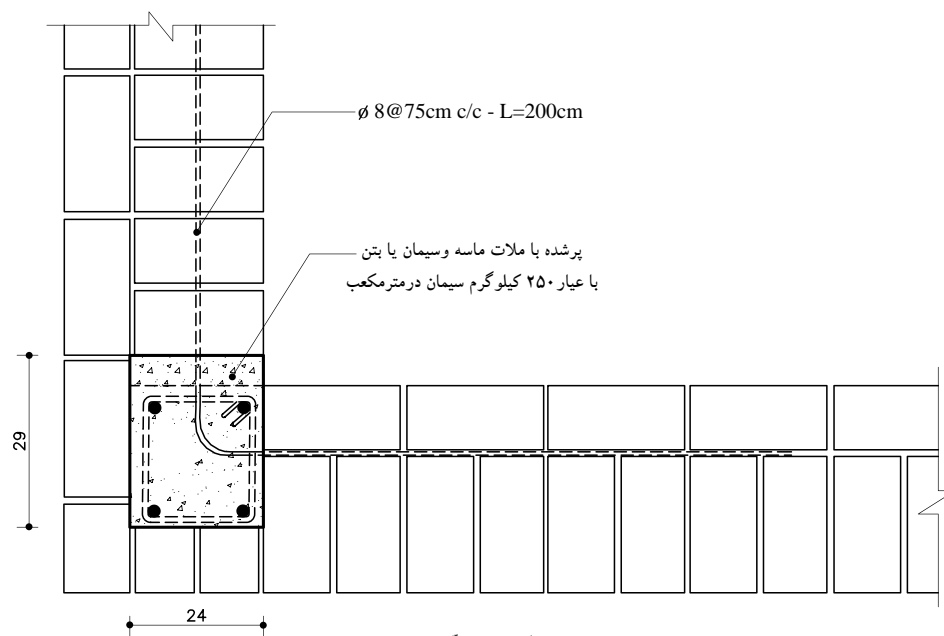 ø 8@75cm c/c - L=200cm
پرشده با ملات ماسه وسیمان یا بتن
با عیار ۲۵۰ کیلوگرم سیمان درمترمکعب
29
24